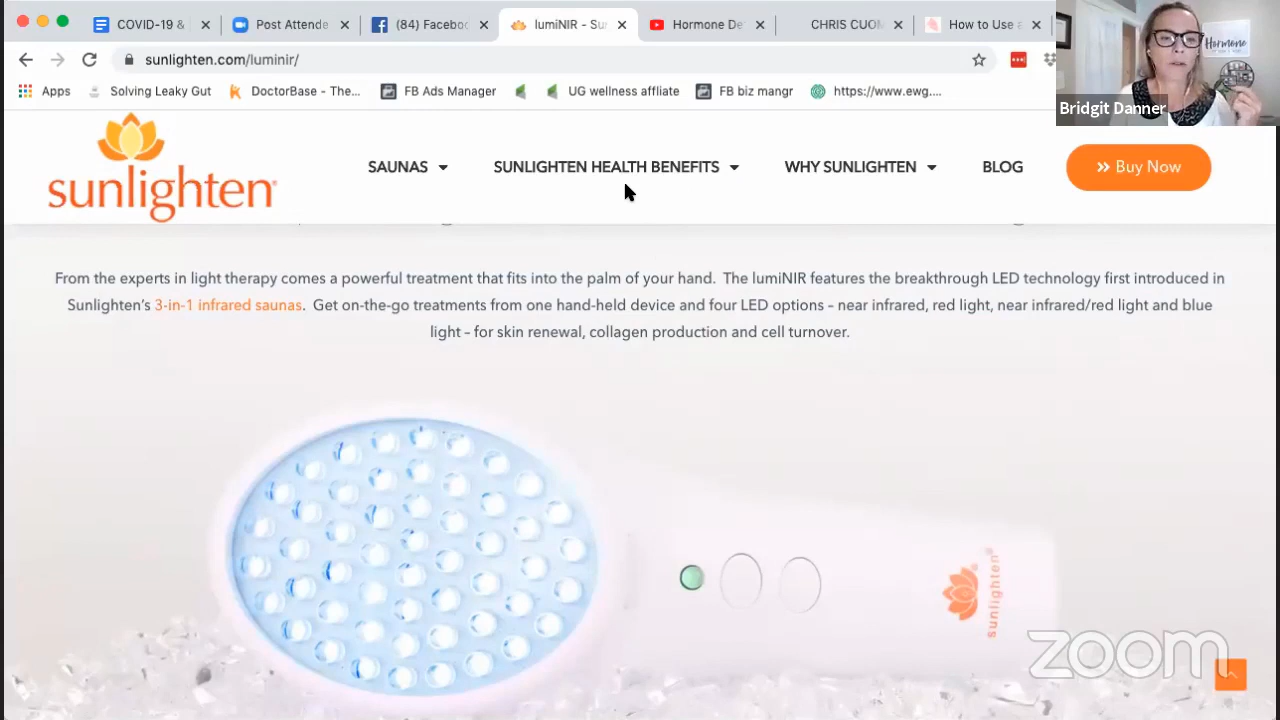 COVID-19 &
Post Attende
(84) Faceboo
lumiNIR - Su
Hormone De
CHRIS CUOM
How to Use
sunlighten.com/luminir/
Apps
Solving Leaky Gut
DoctorBase - The...
FB Ads Manager
UG wellness affliate
FB biz mangr
https://www.ewg....
Hormone
Bridgit Danner
sunlighten
SAUNAS
SUNLIGHTEN HEALTH BENEFITS
WHY SUNLIGHTEN
BLOG
Buy Now
From the experts in light therapy comes a powerful treatment that fits into the palm of your hand. The lumiNIR features the breakthrough LED technology first introduced in
Sunlighten's 3-in-1 infrared saunas. Get on-the-go treatments from one hand-held device and four LED options – near infrared, red light, near infrared/red light and blue
light – for skin renewal, collagen production and cell turnover.
sunlighten
zoom